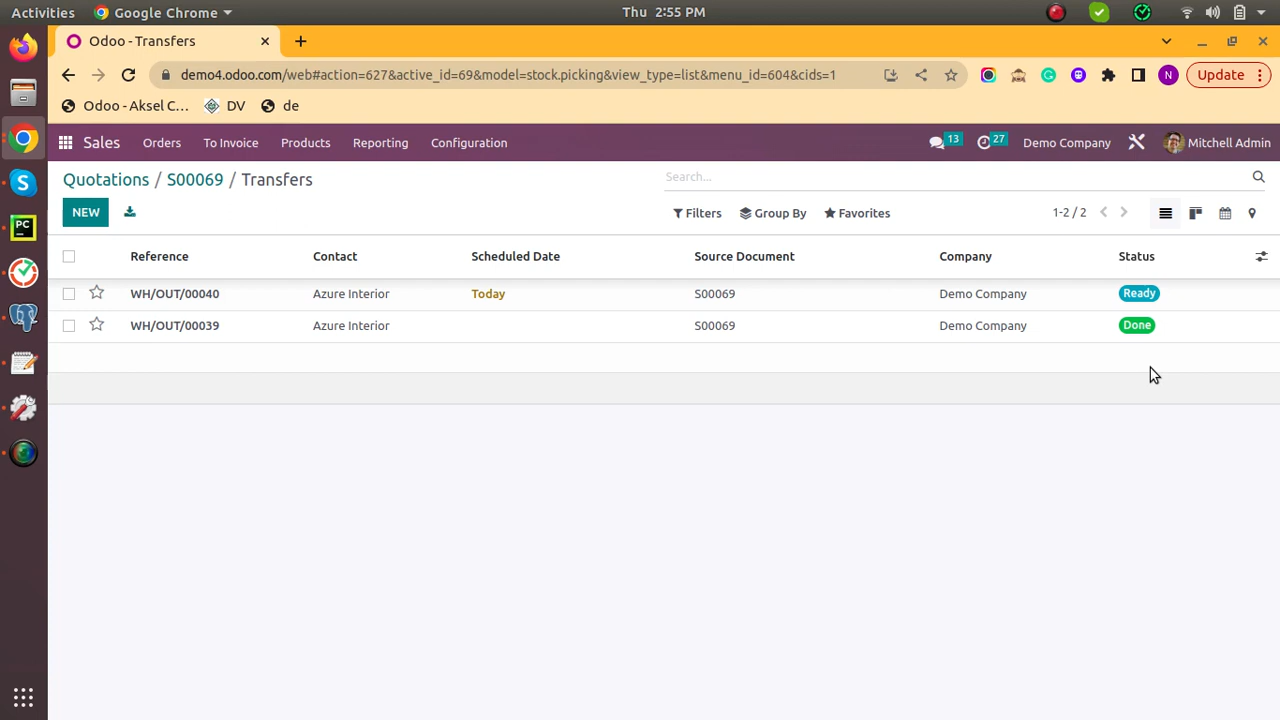 Activities Google Chrome Thu 2:55 PM
Odoo - Transfers
demo4.odoo.com/web#action=627&active_id=69&model=stock.picking&view_type=list&menu_id=604&cids=1 N Update
Odoo - Aksel C... DV de
Sales Orders To Invoice Products Reporting Configuration 13 27 Demo Company Mitchell Admin
Quotations / S00069 / Transfers Search...
NEW Filters Group By Favorites 1-2 / 2
Reference Contact Scheduled Date Source Document Company Status
WH/OUT/00040 Azure Interior Today S00069 Demo Company Ready
WH/OUT/00039 Azure Interior S00069 Demo Company Done